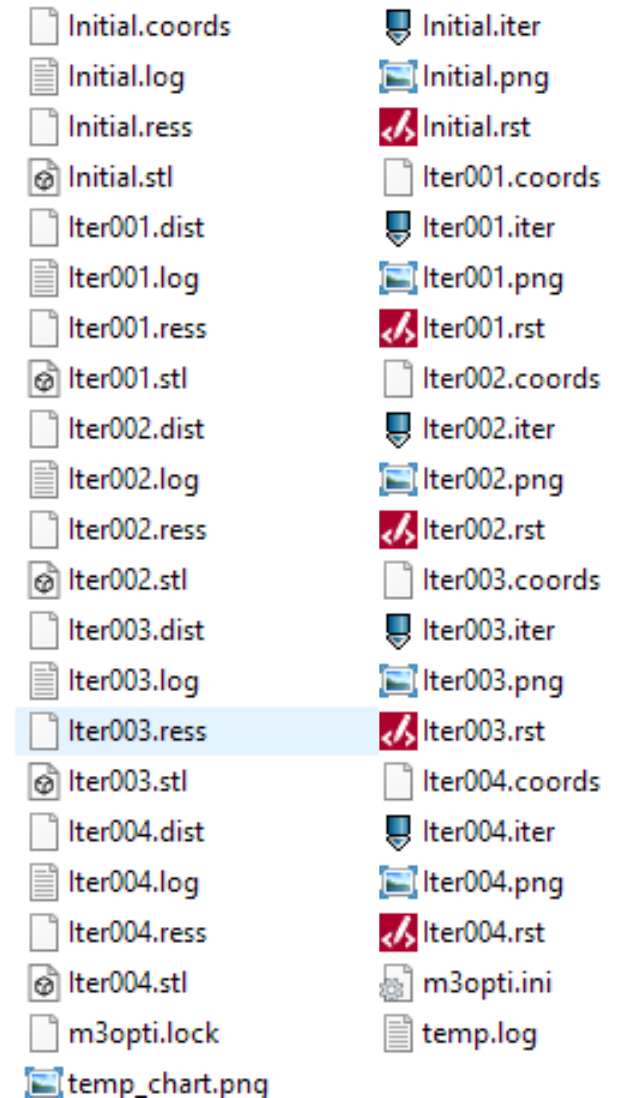 Initial.coords
Initial.iter
Initial.log
Initial.png
Initial.ress
Initial.rst
Initial.stl
Iter001.coords
Iter001.dist
Iter001.iter
Iter001.log
Iter001.png
Iter001.ress
Iter001.rst
Iter001.stl
Iter002.coords
Iter002.dist
Iter002.iter
Iter002.log
Iter002.png
Iter002.ress
Iter002.rst
Iter002.stl
Iter003.coords
Iter003.dist
Iter003.iter
Iter003.log
Iter003.png
Iter003.ress
Iter003.rst
Iter003.stl
Iter004.coords
Iter004.dist
Iter004.iter
Iter004.log
Iter004.png
Iter004.ress
Iter004.rst
Iter004.stl
m3opti.ini
m3opti.lock
temp.log
temp_chart.png